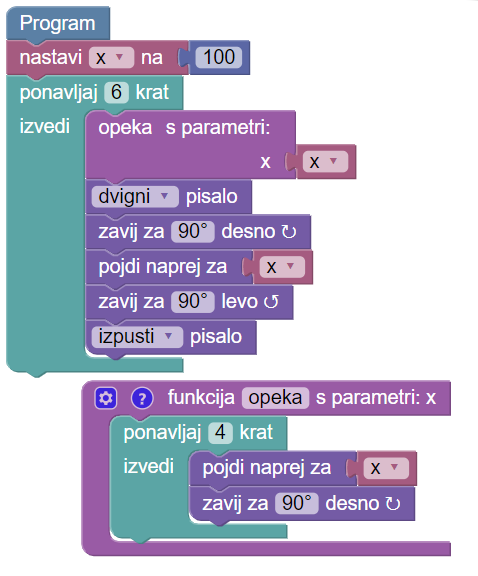 Program
nastavi x ▾ na 100
ponavljaj 6 krat
izvedi opeka s parametri:
x x ▾
dvigni ▾ pisalo
zavij za 90° desno ↻
pojdi naprej za x ▾
zavij za 90° levo ↺
izpusti ▾ pisalo
? funkcija opeka s parametri: x
ponavljaj 4 krat
izvedi pojdi naprej za x ▾
zavij za 90° desno ↻